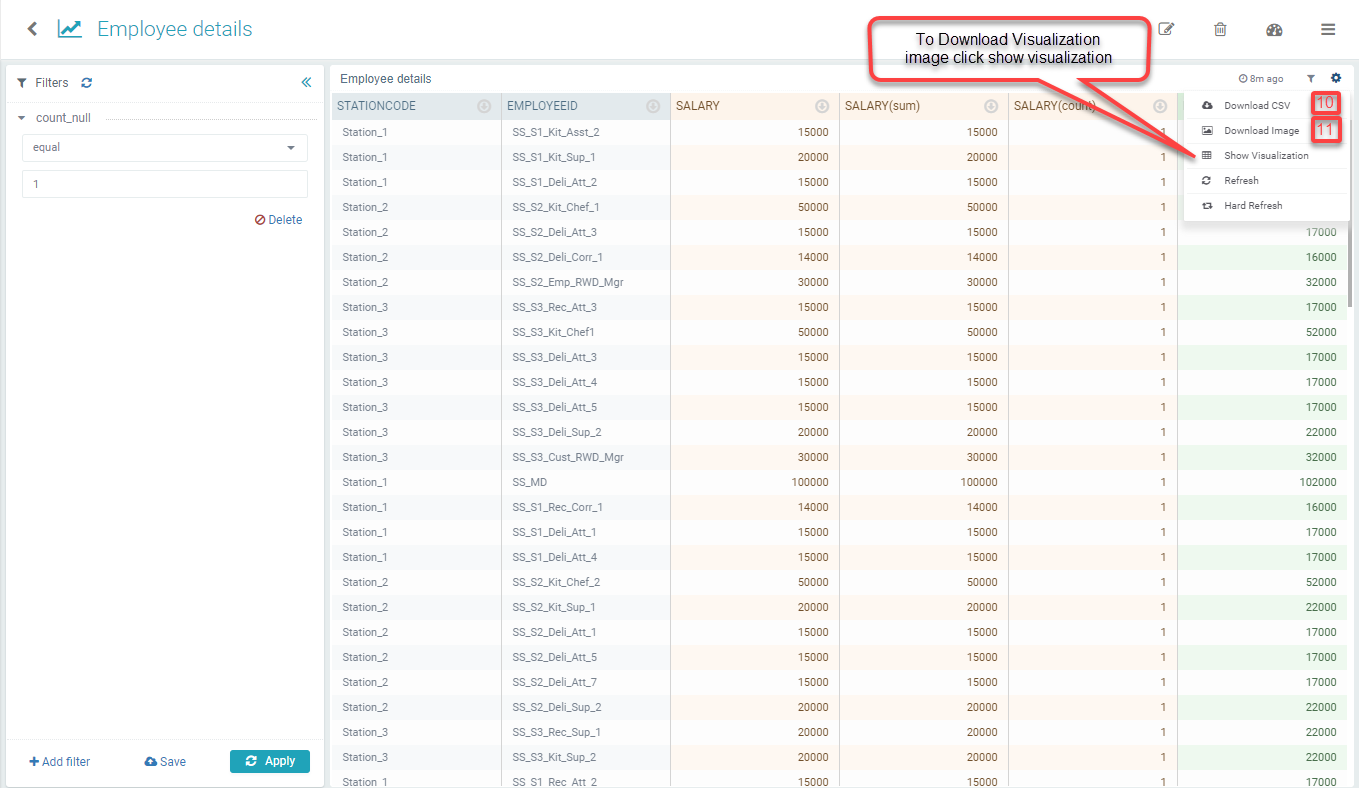 Employee details
To Download Visualization
image click show visualization
Filters
Employee details
8m ago
count_null
equal
1
Delete
Add filter
Save
Apply
Download CSV 10
Download Image 11
Show Visualization
Refresh
Hard Refresh
STATIONCODE EMPLOYEEID SALARY SALARY(sum) SALARY(count)
Station_1 SS_S1_Kit_Asst_2 15000 15000 1
Station_1 SS_S1_Kit_Sup_1 20000 20000 1
Station_1 SS_S1_Deli_Att_2 15000 15000 1
Station_2 SS_S2_Kit_Chef_1 50000 50000 1
Station_2 SS_S2_Deli_Att_3 15000 15000 1 17000
Station_2 SS_S2_Deli_Corr_1 14000 14000 1 16000
Station_2 SS_S2_Emp_RWD_Mgr 30000 30000 1 32000
Station_3 SS_S3_Rec_Att_3 15000 15000 1 17000
Station_3 SS_S3_Kit_Chef1 50000 50000 1 52000
Station_3 SS_S3_Deli_Att_3 15000 15000 1 17000
Station_3 SS_S3_Deli_Att_4 15000 15000 1 17000
Station_3 SS_S3_Deli_Att_5 15000 15000 1 17000
Station_3 SS_S3_Deli_Sup_2 20000 20000 1 22000
Station_3 SS_S3_Cust_RWD_Mgr 30000 30000 1 32000
Station_1 SS_MD 100000 100000 1 102000
Station_1 SS_S1_Rec_Corr_1 14000 14000 1 16000
Station_1 SS_S1_Deli_Att_1 15000 15000 1 17000
Station_1 SS_S1_Deli_Att_4 15000 15000 1 17000
Station_2 SS_S2_Kit_Chef_2 50000 50000 1 52000
Station_2 SS_S2_Kit_Sup_1 20000 20000 1 22000
Station_2 SS_S2_Deli_Att_1 15000 15000 1 17000
Station_2 SS_S2_Deli_Att_5 15000 15000 1 17000
Station_2 SS_S2_Deli_Att_7 15000 15000 1 17000
Station_2 SS_S2_Deli_Sup_2 20000 20000 1 22000
Station_3 SS_S3_Rec_Sup_1 20000 20000 1 22000
Station_3 SS_S3_Kit_Sup_2 20000 20000 1 22000
Station_1 SS_S1_Rec_Att_2 15000 15000 1 17000